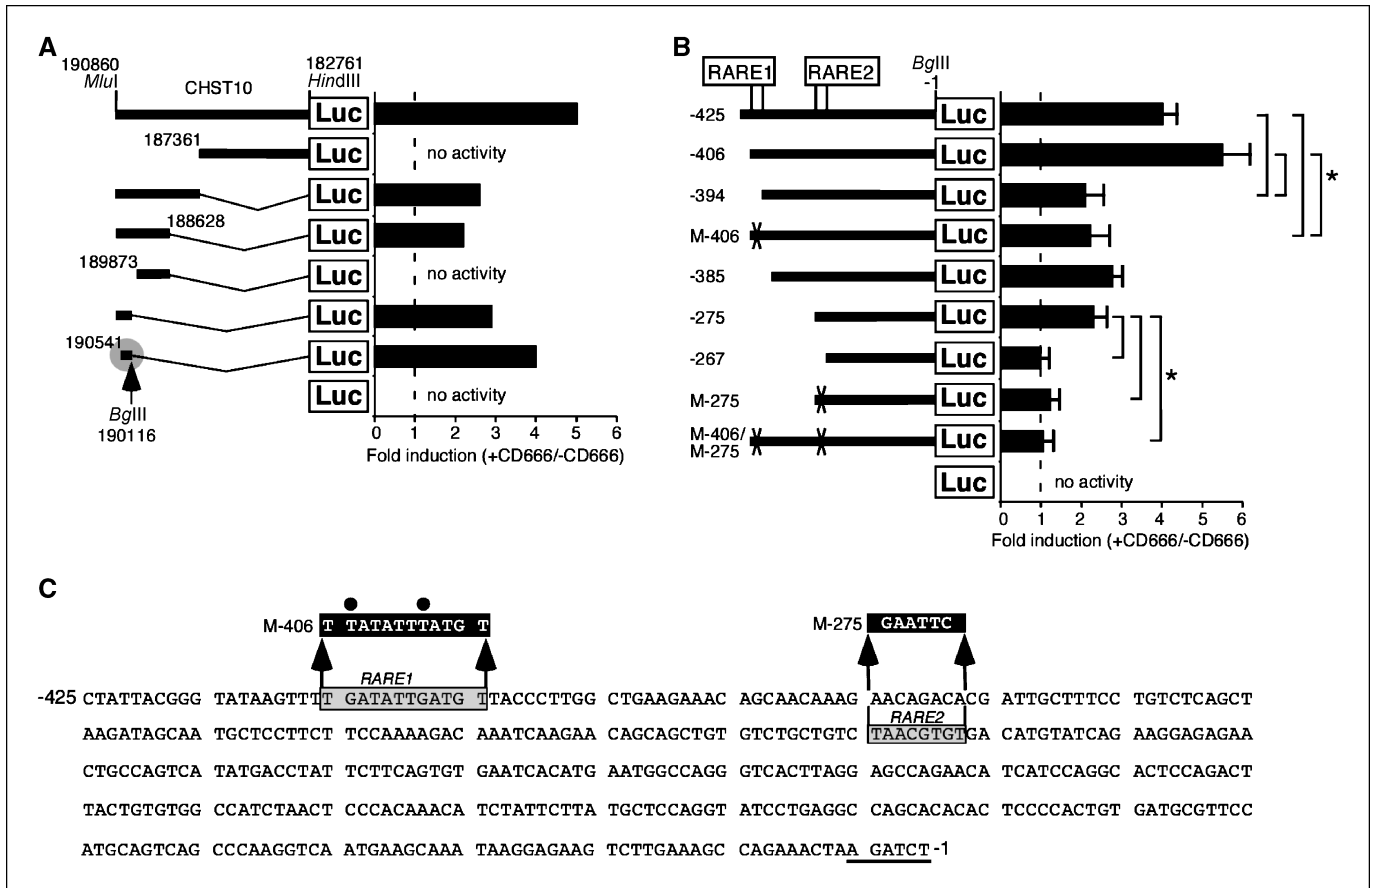 A
190860
MluI
CHST10
182761
HindIII
Luc
187361
Luc
no activity
Luc
188628
Luc
189873
Luc
no activity
Luc
190541
Luc
Luc
no activity
BglII
190116
0 1 2 3 4 5 6
Fold induction (+CD666/-CD666)
B
RARE1
RARE2
BglII
-1
-425
Luc
-406
Luc
-394
Luc
M-406
Luc
*
-385
Luc
-275
Luc
-267
Luc
M-275
Luc
*
M-406/
M-275
Luc
Luc
no activity
0 1 2 3 4 5 6
Fold induction (+CD666/-CD666)
C
M-406 T TATATTTATG T
M-275 GAATTC
RARE1
-425 CTATTACGGG TATAAGTTTT GATATTGATG TTACCCTTGG CTGAAGAAAC AGCAACAAAG AACAGACACG ATTGCTTTCC TGTCTCAGCT
RARE2
AAGATAGCAA TGCTCCTTCT TCCAAAAGAC AAATCAAGAA CAGCAGCTGT GTCTGCTGTC TAACGTGTGA CATGTATCAG AAGGAGAGAA
CTGCCAGTCA TATGACCTAT TCTTCAGTGT GAATCACATG AATGGCCAGG GTCACTTAGG AGCCAGAACA TCATCCAGGC ACTCCAGACT
TACTGTGTGG CCATCTAACT CCCACAAACA TCTATTCTTA TGCTCCAGGT ATCCTGAGGC CAGCACACAC TCCCCACTGT GATGCGTTCC
ATGCAGTCAG CCCAAGGTCA ATGAAGCAAA TAAGGAGAAG TCTTGAAAGC CAGAAACTAA GATCT -1